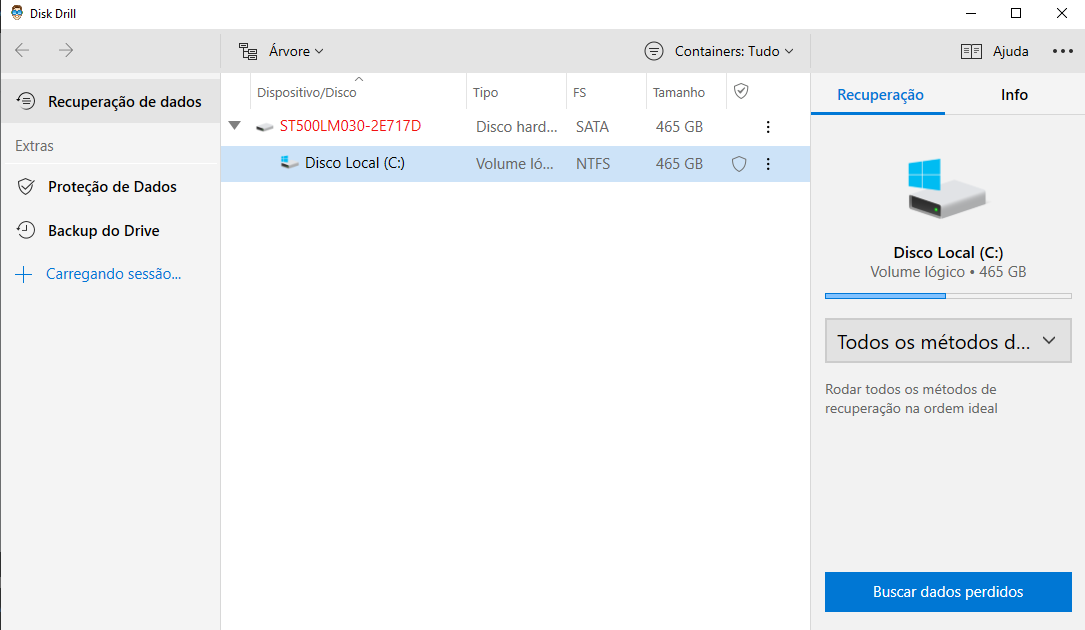 Disk Drill
Árvore
Containers: Tudo
Ajuda
Recuperação de dados
Extras
Proteção de Dados
Backup do Drive
Carregando sessão...
Dispositivo/Disco Tipo FS Tamanho
ST500LM030-2E717D Disco hard... SATA 465 GB
Disco Local (C:) Volume ló... NTFS 465 GB
Recuperação Info
Disco Local (C:)
Volume lógico • 465 GB
Todos os métodos d...
Rodar todos os métodos de
recuperação na ordem ideal
Buscar dados perdidos